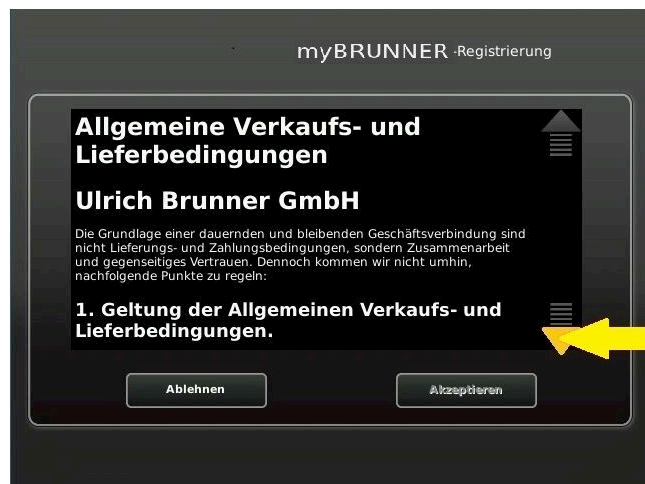 myBRUNNER -Registrierung
Allgemeine Verkaufs- und
Lieferbedingungen
Ulrich Brunner GmbH
Die Grundlage einer dauernden und bleibenden Geschäftsverbindung sind
nicht Lieferungs- und Zahlungsbedingungen, sondern Zusammenarbeit
und gegenseitiges Vertrauen. Dennoch kommen wir nicht umhin,
nachfolgende Punkte zu regeln:
1. Geltung der Allgemeinen Verkaufs- und
Lieferbedingungen.
Ablehnen Akzeptieren